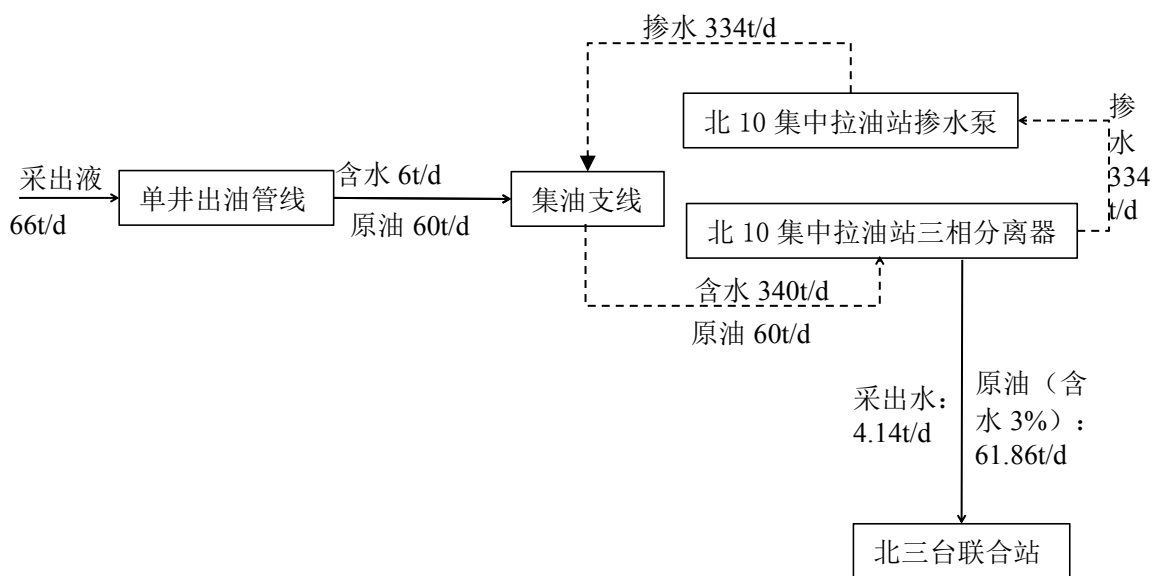 掺水 334t/d
北 10 集中拉油站掺水泵
掺
水
334
t/d
采出液
66t/d
单井出油管线
含水 6t/d
原油 60t/d
集油支线
北 10 集中拉油站三相分离器
含水 340t/d
原油 60t/d
采出水：
4.14t/d
原油（含
水 3%）：
61.86t/d
北三台联合站